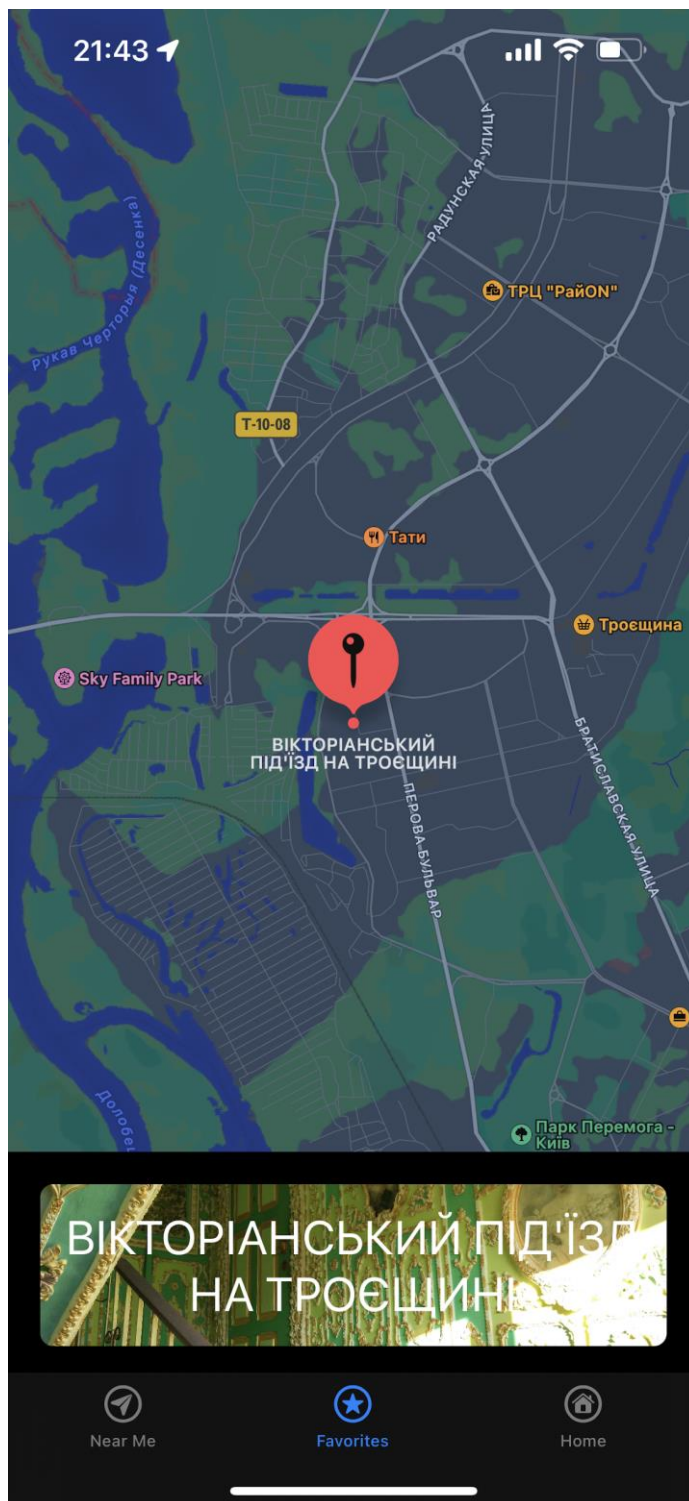 21:43
РАДУНСКАЯ УЛИЦА
ТРЦ "РайON"
Рукав Черторыя (Десенка)
T-10-08
Тати
Троєщина
Sky Family Park
ВІКТОРІАНСЬКИЙ
ПІД'ЇЗД НА ТРОЄЩИНІ
БРАТИСЛАВСКАЯ УЛИЦА
ПЕРОВА БУЛЬВАР
Долобец
Парк Перемога -
Київ
ВІКТОРІАНСЬКИЙ ПІД'ЇЗД
НА ТРОЄЩИНІ
Near Me
Favorites
Home